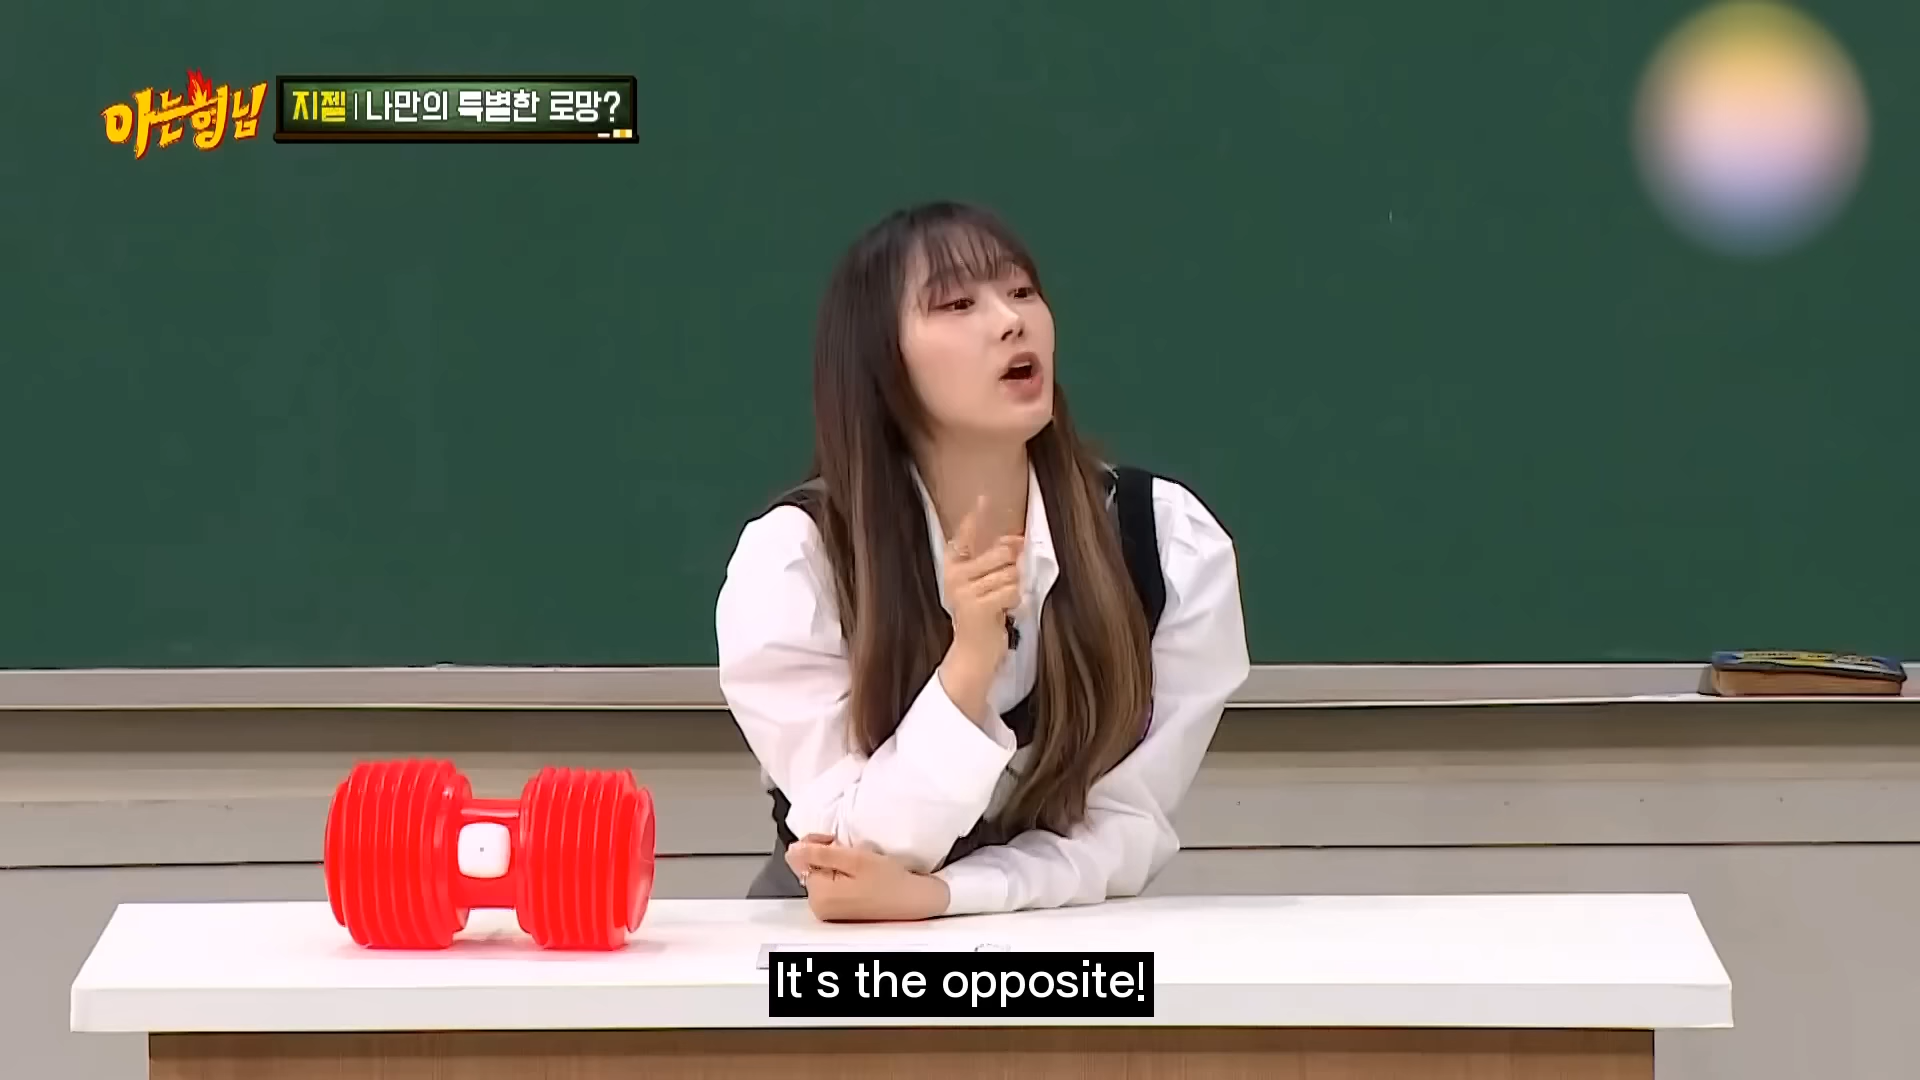 아는형님
지젤 | 나만의 특별한 로망?
It's the opposite!